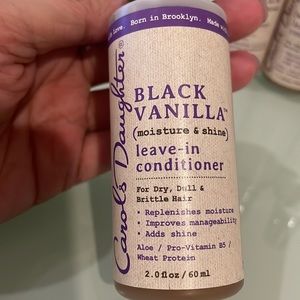 love. Born in Brooklyn. Made
Carol's Daughter®
BLACK
VANILLA™
(moisture & shine)
leave-in
conditioner
For Dry, Dull &
Brittle Hair
• Replenishes moisture
• Improves manageability
• Adds shine
Aloe / Pro-Vitamin B5 /
Wheat Protein
2.0 fl oz / 60 ml